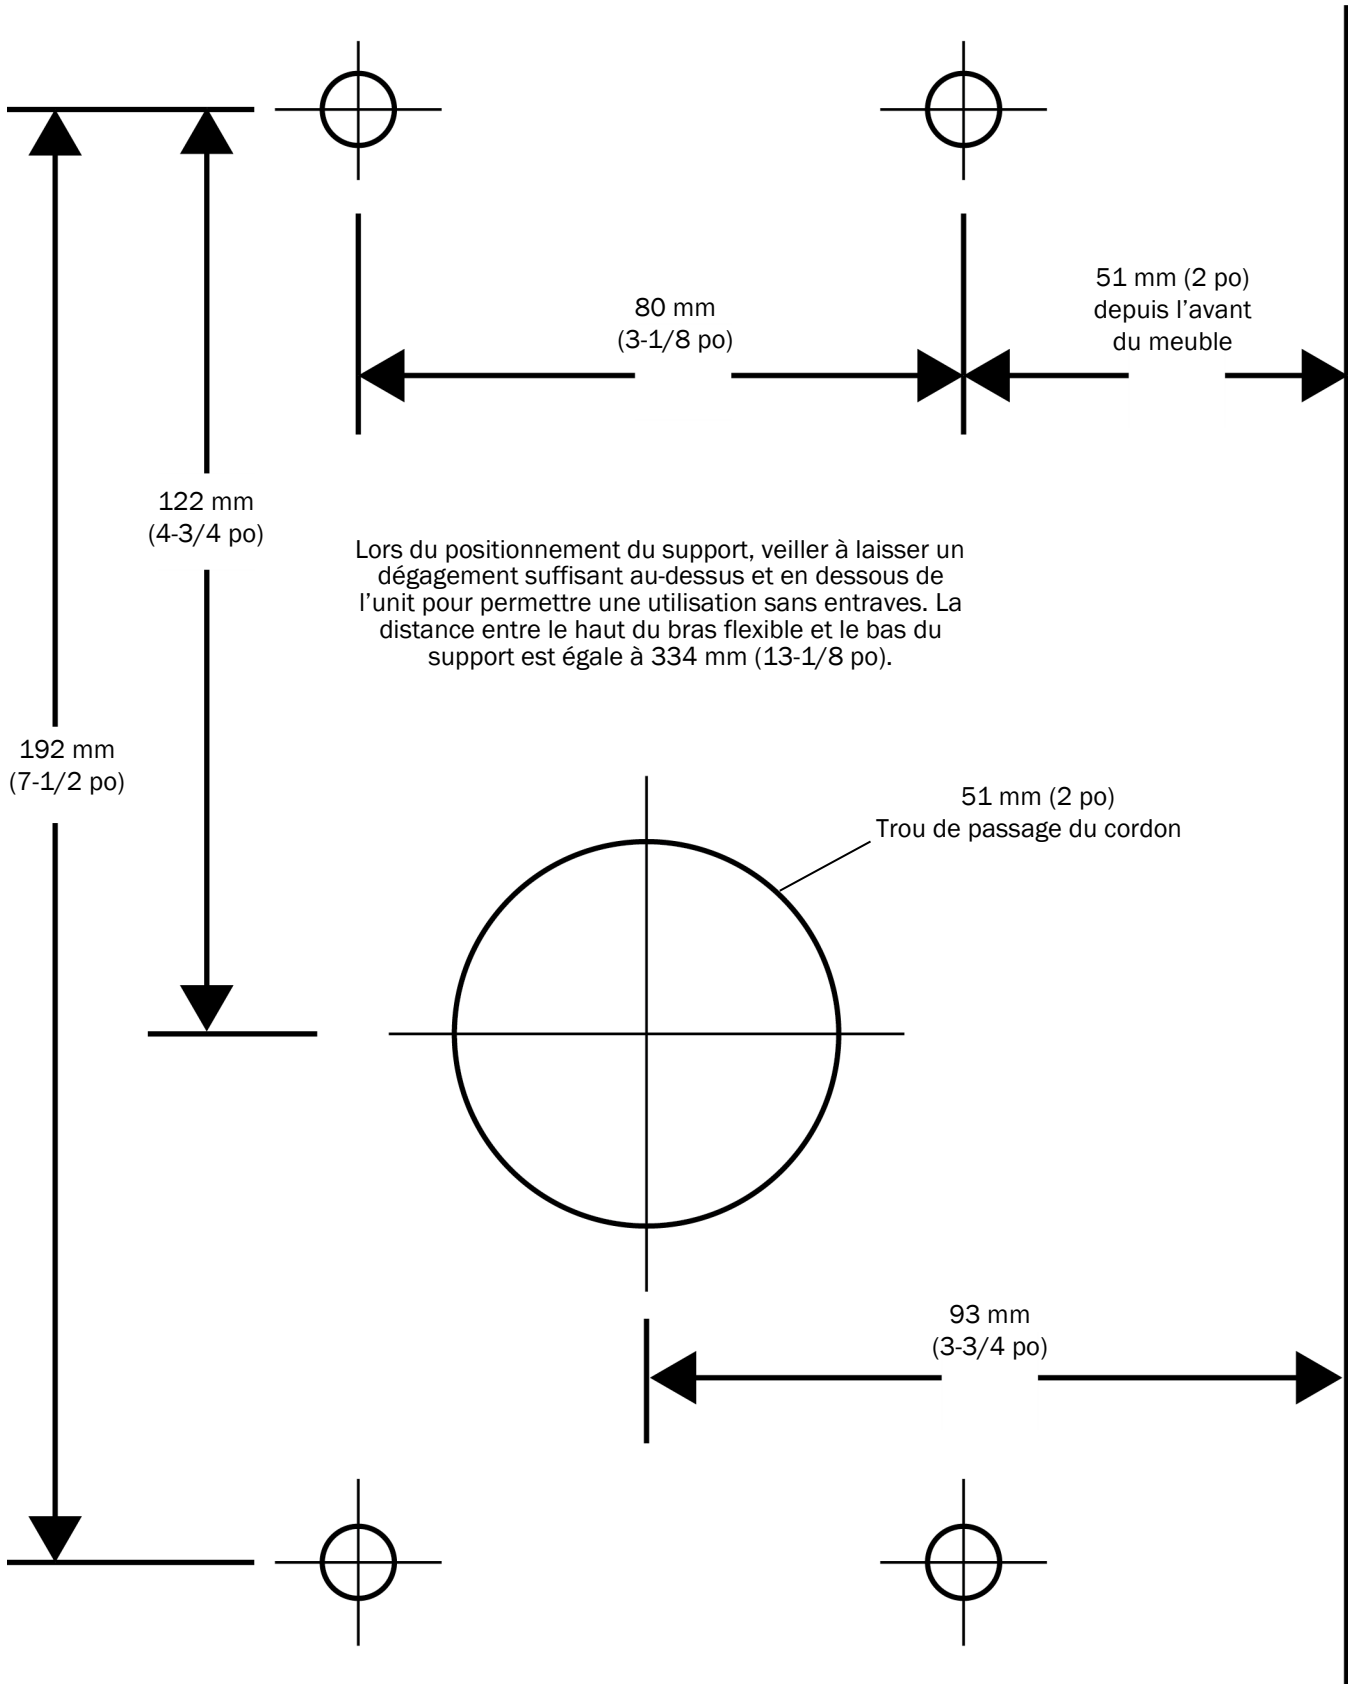 51 mm (2 po)
depuis l’avant
du meuble
80 mm
(3-1/8 po)
122 mm
(4-3/4 po)
Lors du positionnement du support, veiller à laisser un
dégagement suffisant au-dessus et en dessous de
l’unit pour permettre une utilisation sans entraves. La
distance entre le haut du bras flexible et le bas du
support est égale à 334 mm (13-1/8 po).
192 mm
(7-1/2 po)
51 mm (2 po)
Trou de passage du cordon
93 mm
(3-3/4 po)